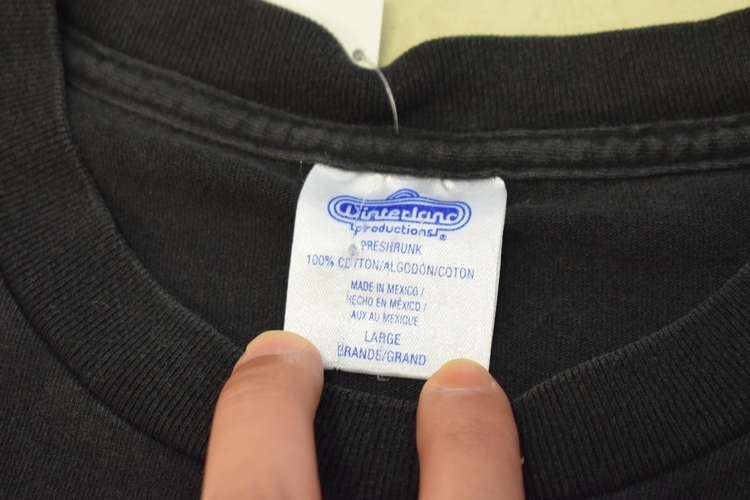 Winterland
productions®
PRESHRUNK
100% COTTON/ALGODÓN/COTON
MADE IN MEXICO/
HECHO EN MÉXICO/
AUX AU MEXIQUE
LARGE
GRANDE/GRAND